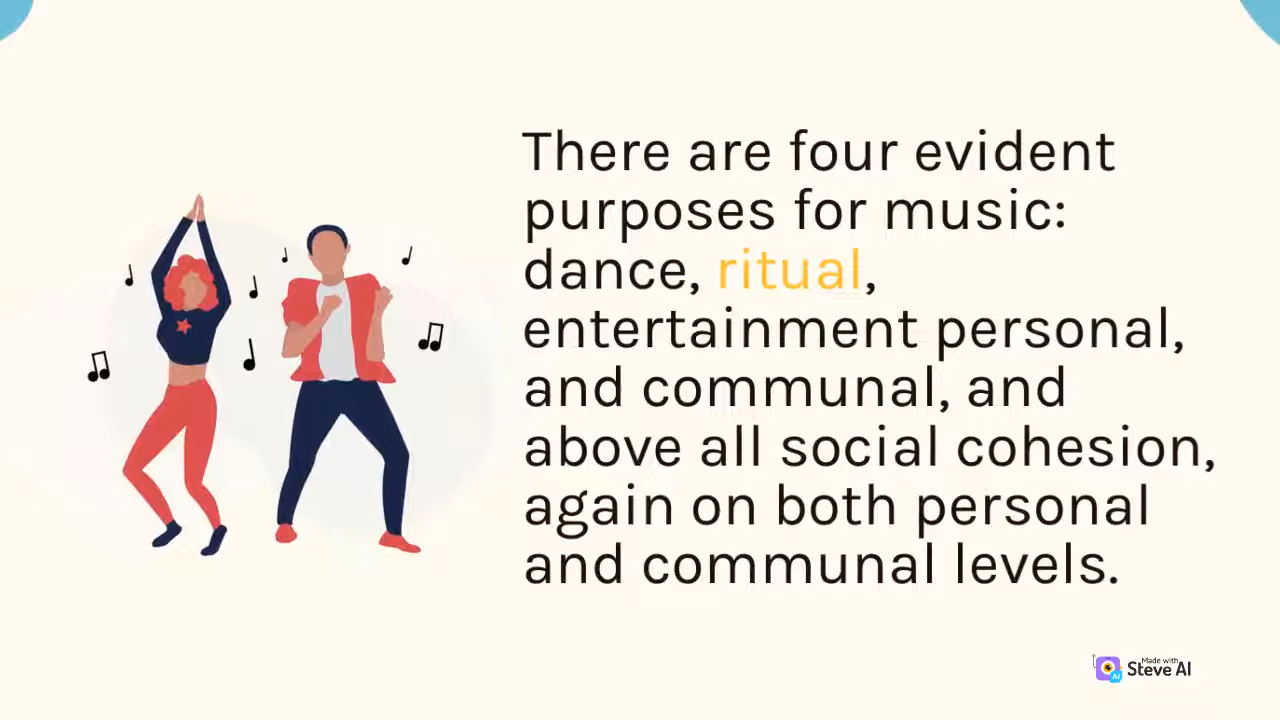 There are four evident
purposes for music:
dance, ritual,
entertainment personal,
and communal, and
above all social cohesion,
again on both personal
and communal levels.
Made with
Steve AI
AI